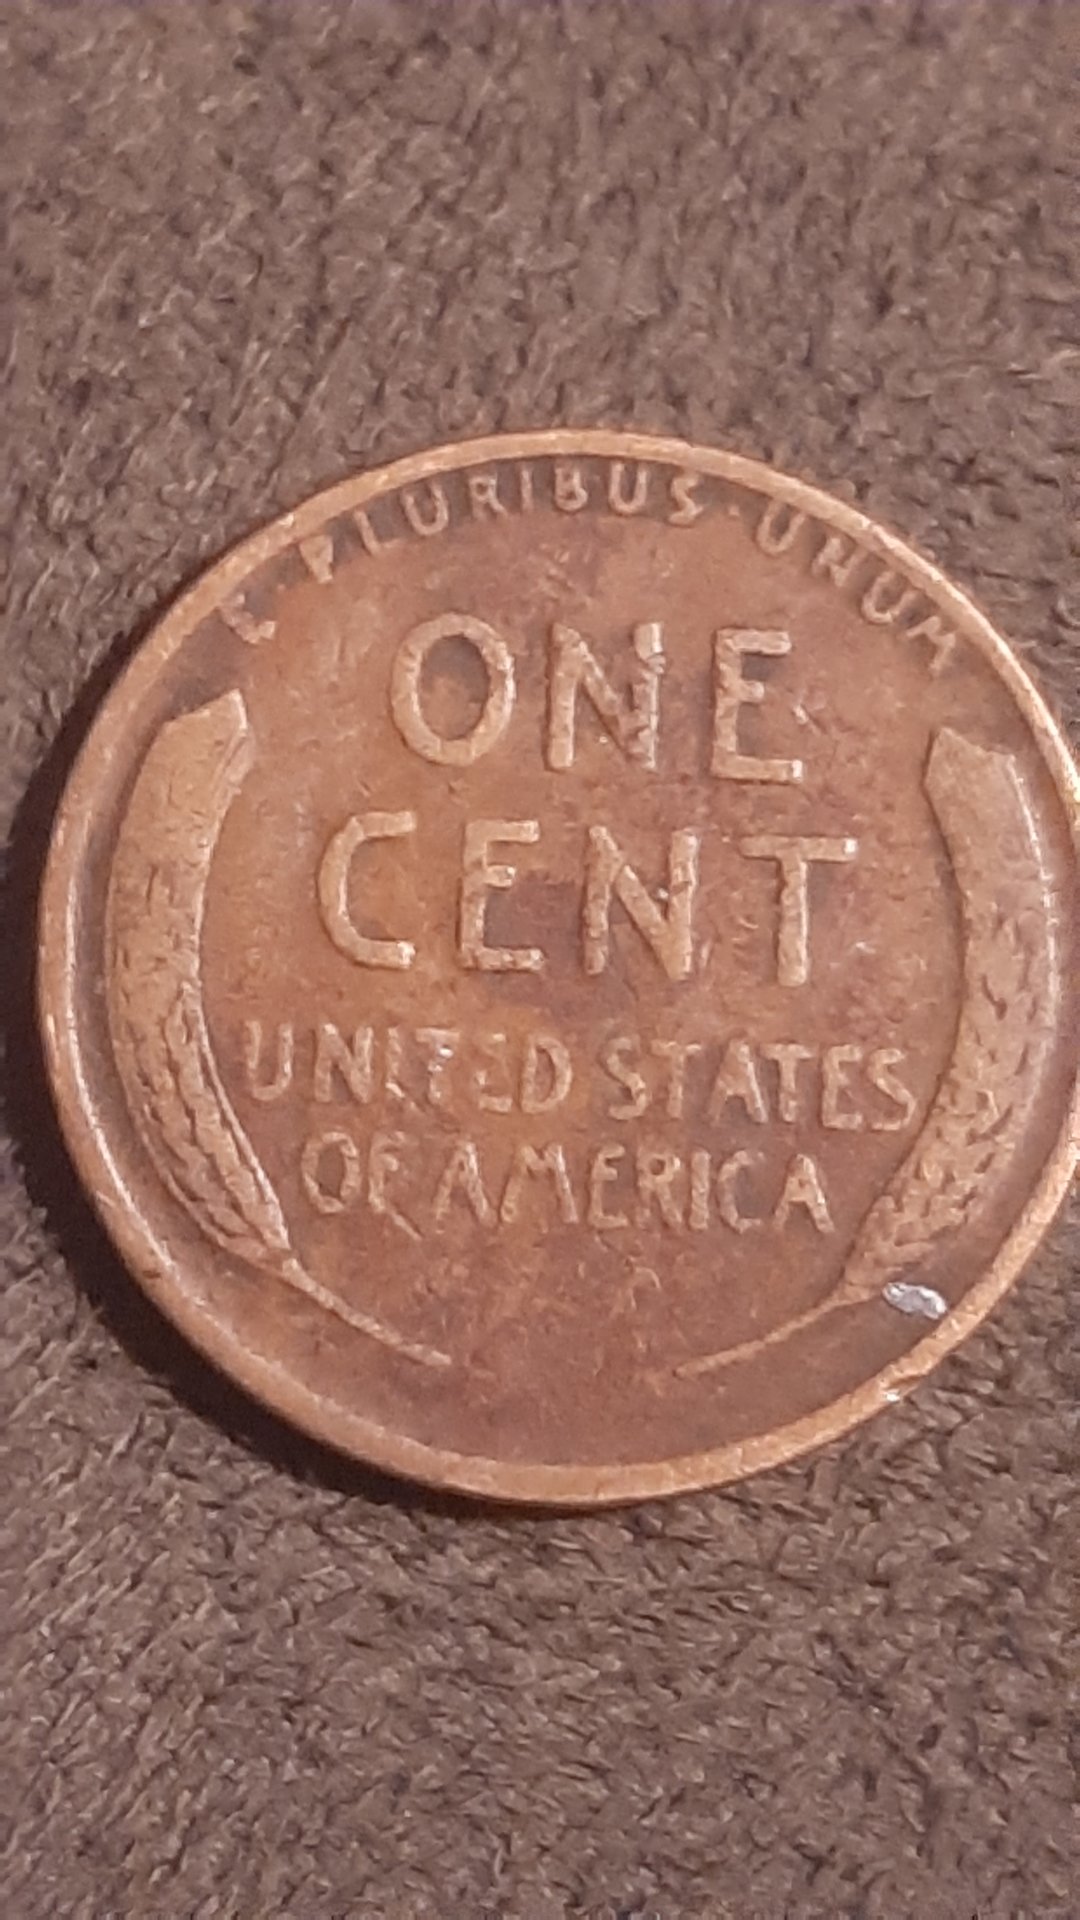 E·PLURIBUS·UNUM
ONE
CENT
UNITED STATES
OF AMERICA